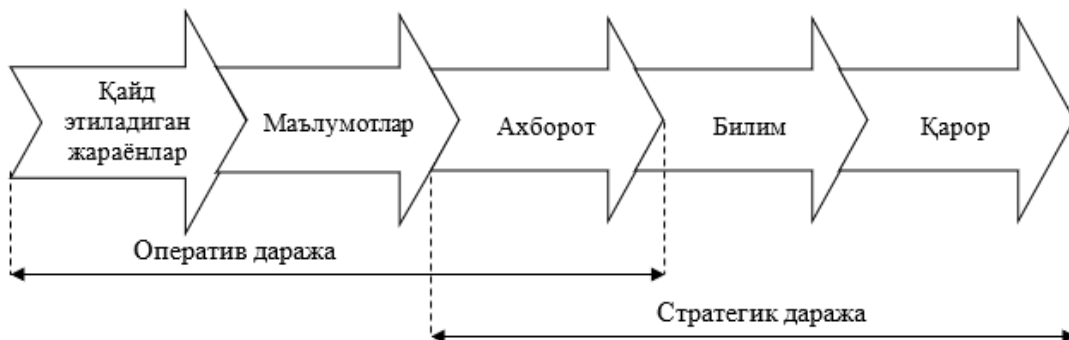 Қайд
этиладиган
жараёнлар
Маълумотлар
Ахборот
Билим
Қарор
Оператив даража
Стратегик даража